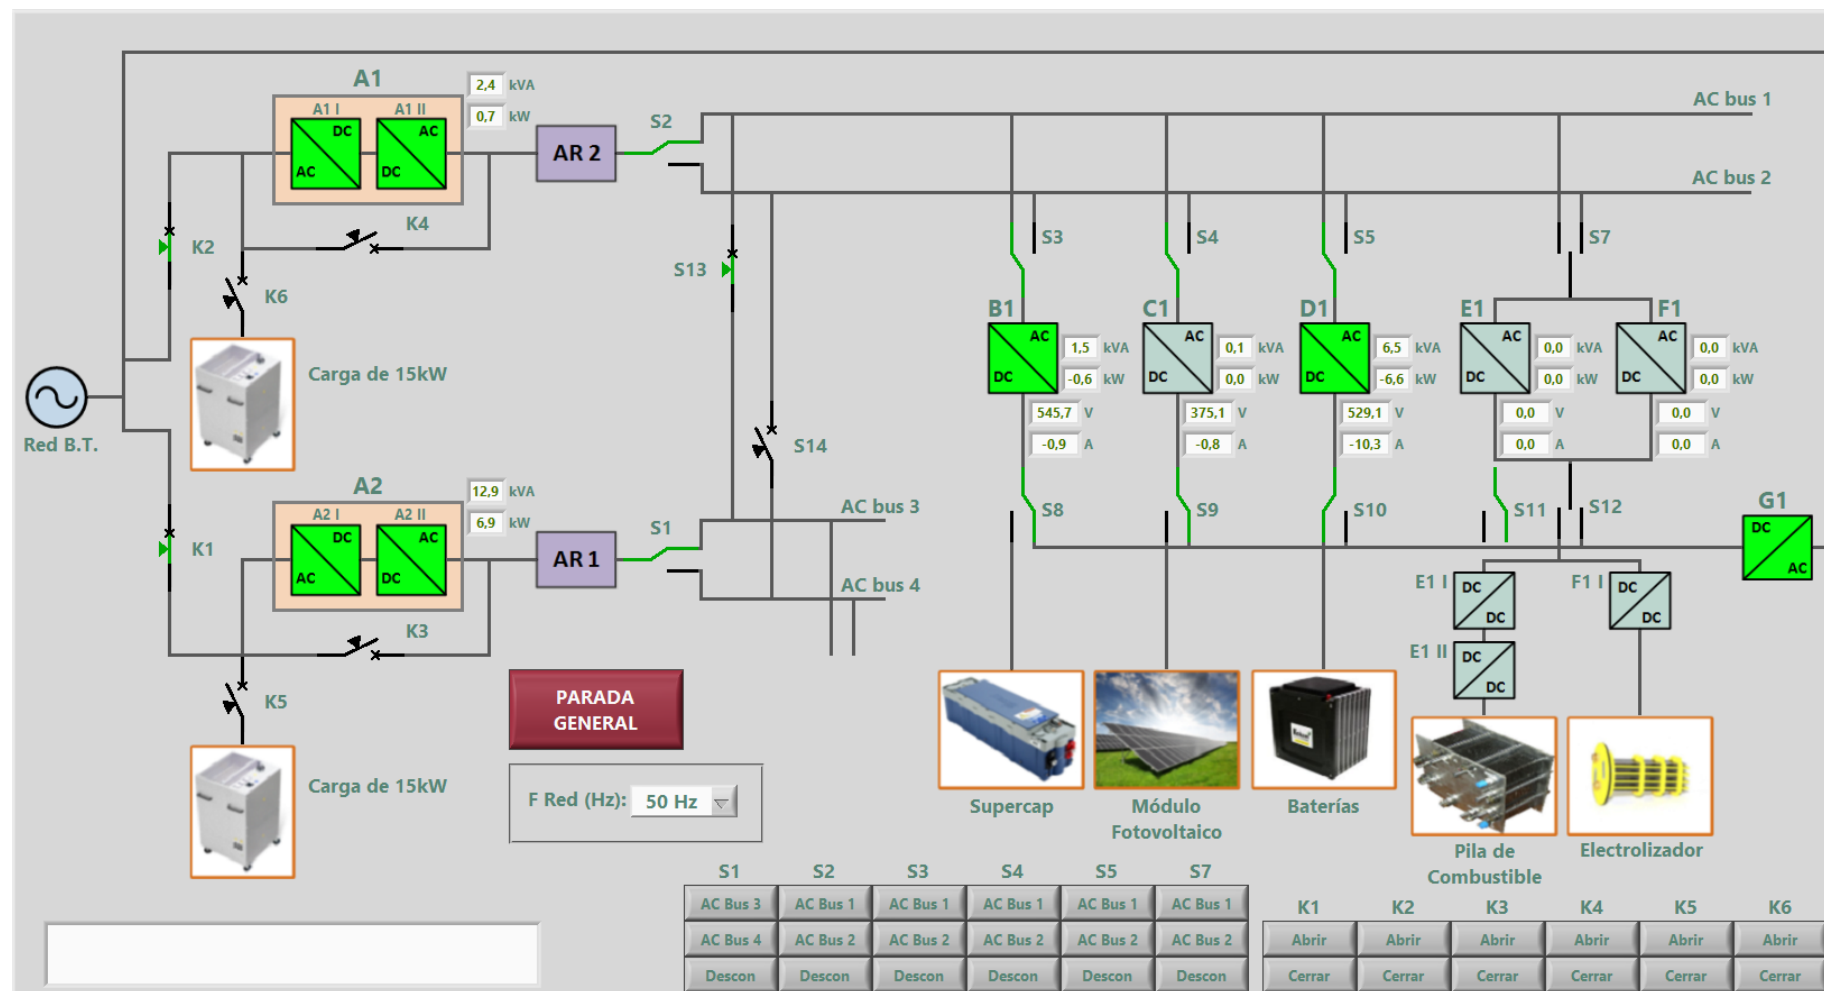 A1
A1 I
A1 II
DC
AC
AC
DC
2,4 kVA
0,7 kW
AR 2
S2
AC bus 1
AC bus 2
K2
K4
K6
S13
S3
S4
S5
S7
Carga de 15kW
Red B.T.
B1
AC
DC
1,5 kVA
-0,6 kW
545,7 V
-0,9 A
C1
AC
DC
0,1 kVA
0,0 kW
375,1 V
-0,8 A
D1
AC
DC
6,5 kVA
-6,6 kW
529,1 V
-10,3 A
E1
AC
DC
0,0 kVA
0,0 kW
0,0 V
0,0 A
F1
AC
DC
0,0 kVA
0,0 kW
0,0 V
0,0 A
S14
A2
A2 I
A2 II
DC
AC
AC
DC
12,9 kVA
6,9 kW
AR 1
S1
AC bus 3
AC bus 4
K1
K3
K5
S8
S9
S10
S11
S12
G1
DC
AC
E1 I
DC
DC
F1 I
DC
DC
E1 II
DC
DC
Carga de 15kW
PARADA
GENERAL
F Red (Hz): 50 Hz
Supercap
Módulo
Fotovoltaico
Baterías
Pila de
Combustible
Electrolizador
S1 S2 S3 S4 S5 S7
AC Bus 3 AC Bus 1 AC Bus 1 AC Bus 1 AC Bus 1 AC Bus 1
AC Bus 4 AC Bus 2 AC Bus 2 AC Bus 2 AC Bus 2 AC Bus 2
Descon Descon Descon Descon Descon Descon
K1 K2 K3 K4 K5 K6
Abrir Abrir Abrir Abrir Abrir Abrir
Cerrar Cerrar Cerrar Cerrar Cerrar Cerrar